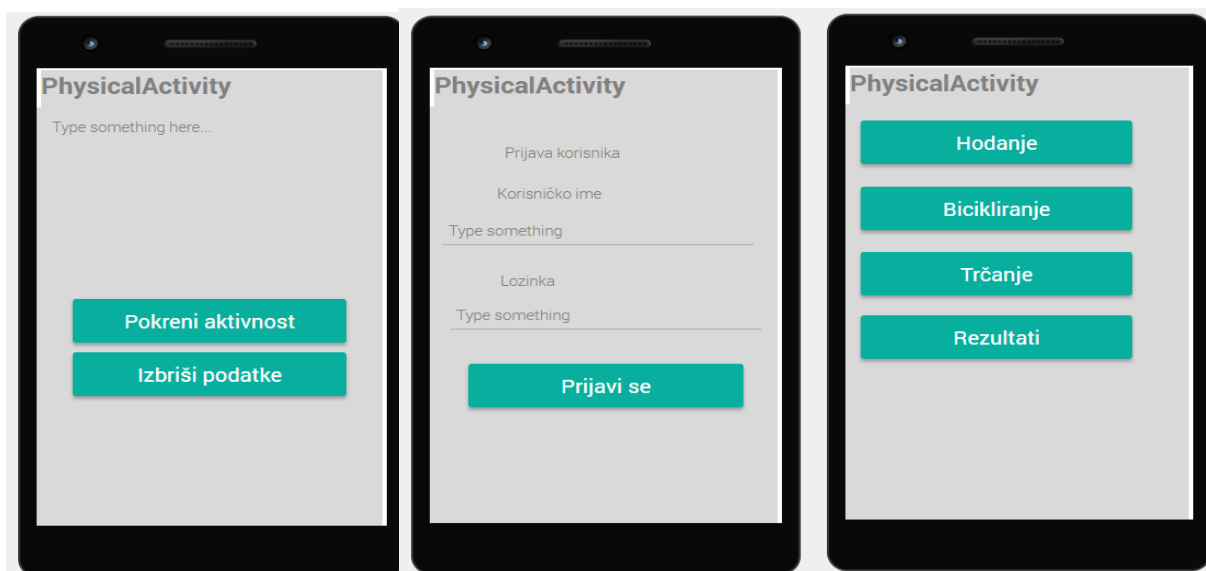 PhysicalActivity
Type something here...
Pokreni aktivnost
Izbriši podatke
PhysicalActivity
Prijava korisnika
Korisničko ime
Type something
Lozinka
Type something
Prijavi se
PhysicalActivity
Hodanje
Bicikliranje
Trčanje
Rezultati